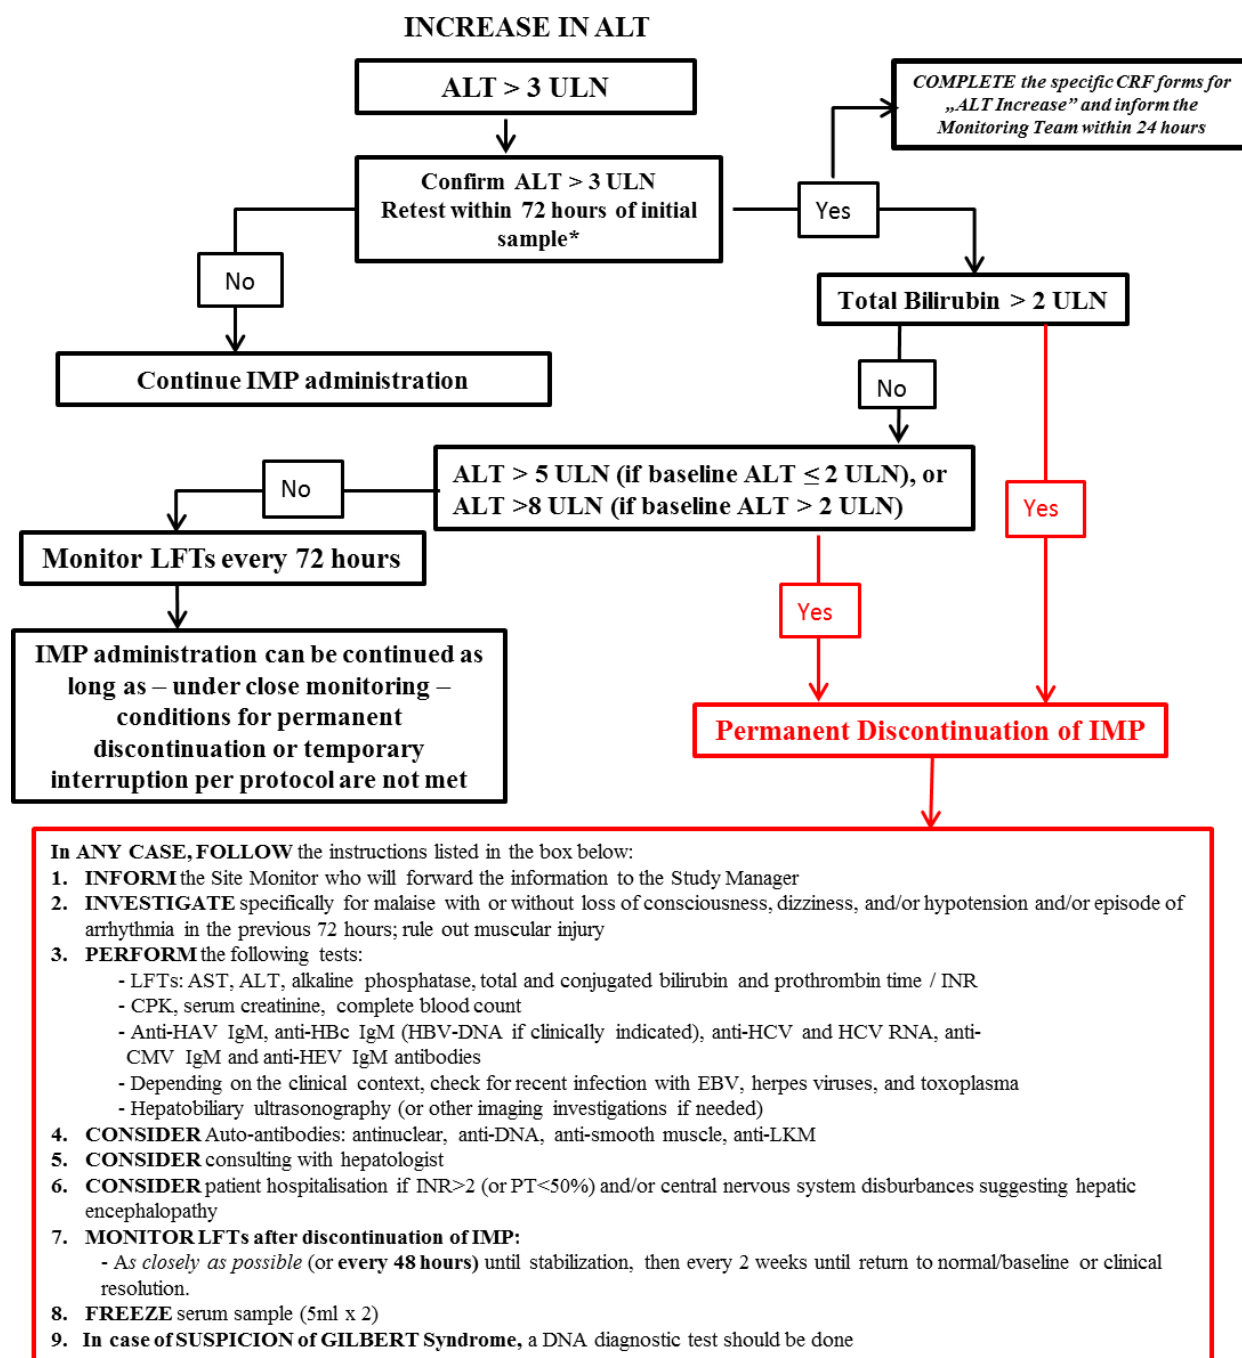 INCREASE IN ALT
ALT > 3 ULN
COMPLETE the specific CRF forms for
„ALT Increase” and inform the
Monitoring Team within 24 hours
Confirm ALT > 3 ULN
Retest within 72 hours of initial
sample*
Yes
No
Total Bilirubin > 2 ULN
Continue IMP administration
No
ALT > 5 ULN (if baseline ALT ≤ 2 ULN), or
ALT >8 ULN (if baseline ALT > 2 ULN)
No
Yes
Monitor LFTs every 72 hours
Yes
IMP administration can be continued as
long as – under close monitoring –
conditions for permanent
discontinuation or temporary
interruption per protocol are not met
Permanent Discontinuation of IMP
In ANY CASE, FOLLOW the instructions listed in the box below:
1. INFORM the Site Monitor who will forward the information to the Study Manager
2. INVESTIGATE specifically for malaise with or without loss of consciousness, dizziness, and/or hypotension and/or episode of
arrhythmia in the previous 72 hours; rule out muscular injury
3. PERFORM the following tests:
- LFTs: AST, ALT, alkaline phosphatase, total and conjugated bilirubin and prothrombin time / INR
- CPK, serum creatinine, complete blood count
- Anti-HAV IgM, anti-HBc IgM (HBV-DNA if clinically indicated), anti-HCV and HCV RNA, anti-
CMV IgM and anti-HEV IgM antibodies
- Depending on the clinical context, check for recent infection with EBV, herpes viruses, and toxoplasma
- Hepatobiliary ultrasonography (or other imaging investigations if needed)
4. CONSIDER Auto-antibodies: antinuclear, anti-DNA, anti-smooth muscle, anti-LKM
5. CONSIDER consulting with hepatologist
6. CONSIDER patient hospitalisation if INR>2 (or PT<50%) and/or central nervous system disburbances suggesting hepatic
encephalopathy
7. MONITOR LFTs after discontinuation of IMP:
- As closely as possible (or every 48 hours) until stabilization, then every 2 weeks until return to normal/baseline or clinical
resolution.
8. FREEZE serum sample (5ml x 2)
9. In case of SUSPICION of GILBERT Syndrome, a DNA diagnostic test should be done